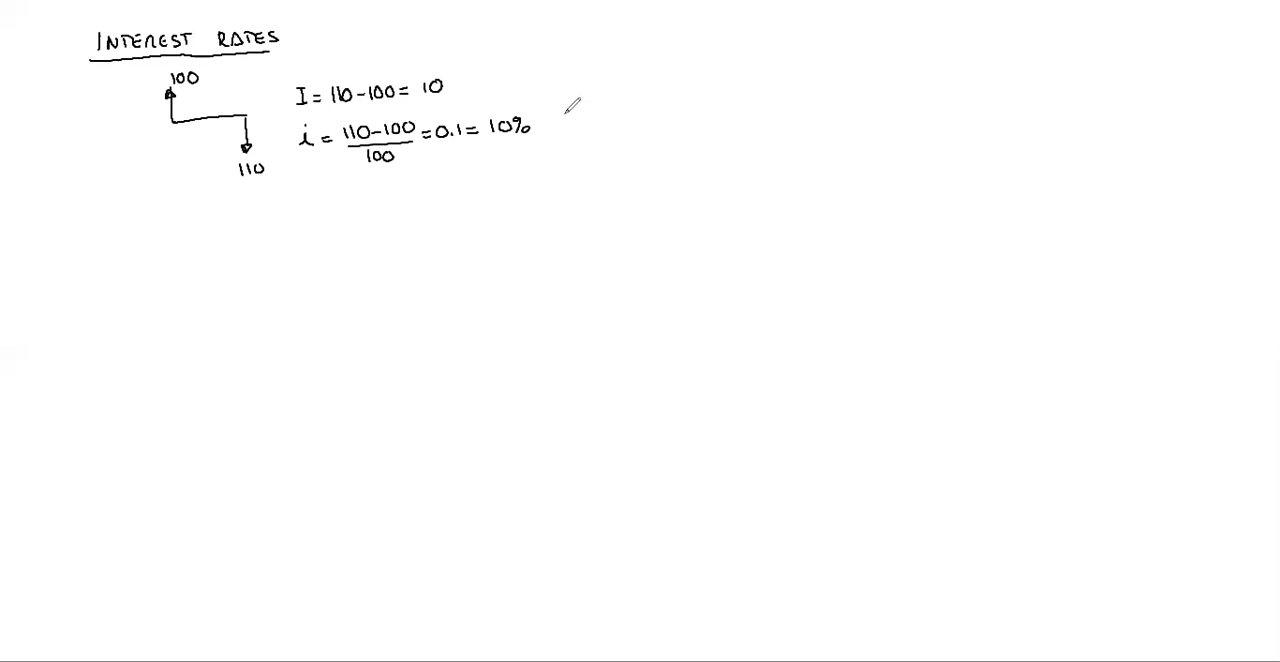 INTEREST RATES
100
I = 110-100 = 10
i = 110-100/100 = 0.1 = 10%
110